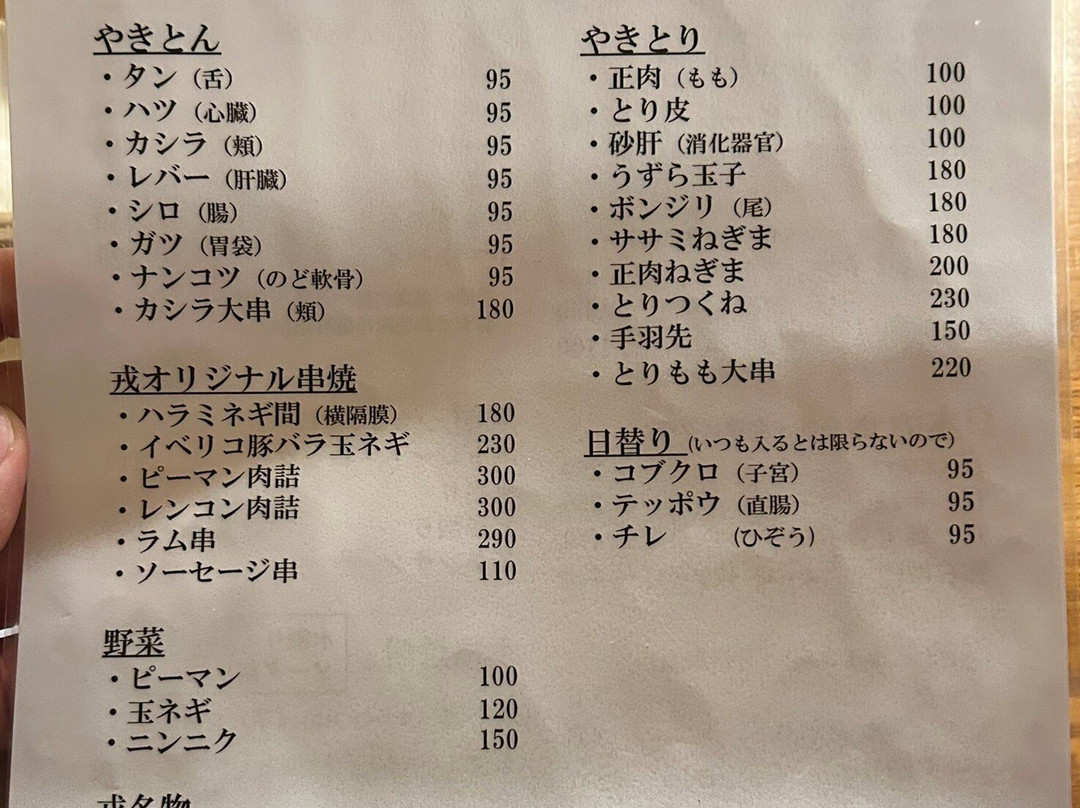 やきとん
・タン（舌） 95
・ハツ（心臓） 95
・カシラ（頬） 95
・レバー（肝臓） 95
・シロ（腸） 95
・ガツ（胃袋） 95
・ナンコツ（のど軟骨） 95
・カシラ大串（頬） 180
戎オリジナル串焼
・ハラミネギ間（横隔膜） 180
・イベリコ豚バラ玉ネギ 230
・ピーマン肉詰 300
・レンコン肉詰 300
・ラム串 290
・ソーセージ串 110
野菜
・ピーマン 100
・玉ネギ 120
・ニンニク 150
戎名物
やきとり
・正肉（もも） 100
・とり皮 100
・砂肝（消化器官） 100
・うずら玉子 180
・ボンジリ（尾） 180
・ササミねぎま 180
・正肉ねぎま 200
・とりつくね 230
・手羽先 150
・とりもも大串 220
日替り（いつも入るとは限らないので）
・コブクロ（子宮） 95
・テッポウ（直腸） 95
・チレ （ひぞう） 95